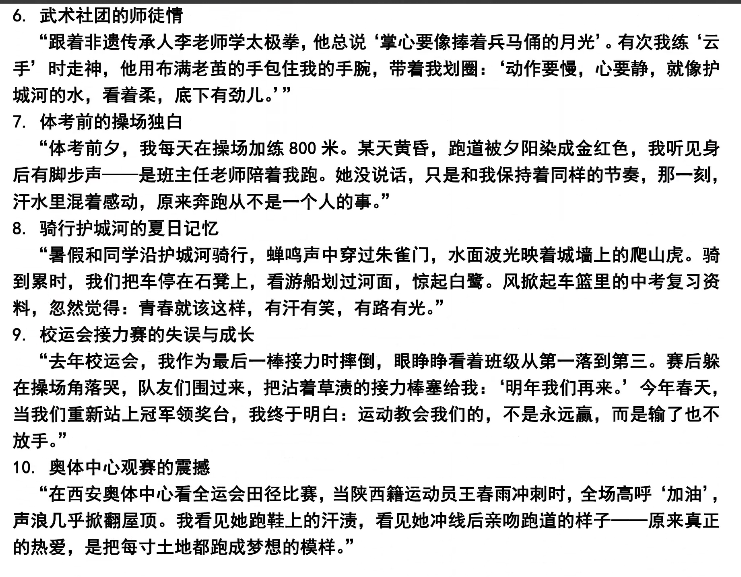 6. 武术社团的师徒情
“跟着非遗传承人李老师学太极拳，他总说‘掌心要像捧着兵马俑的月光’。有次我练‘云
手’时走神，他用布满老茧的手包住我的手腕，带着我划圈：‘动作要慢，心要静，就像护
城河的水，看着柔，底下有劲儿。’”
7. 体考前的操场独白
“体考前夕，我每天在操场加练 800 米。某天黄昏，跑道被夕阳染成金红色，我听见身
后有脚步声——是班主任老师陪着我跑。她没说话，只是和我保持着同样的节奏，那一刻，
汗水里混着感动，原来奔跑从不是一个人的事。”
8. 骑行护城河的夏日记忆
“暑假和同学沿护城河骑行，蝉鸣声中穿过朱雀门，水面波光映着城墙上的爬山虎。骑
到累时，我们把车停在石凳上，看游船划过河面，惊起白鹭。风掀起车篮里的中考复习资
料，忽然觉得：青春就该这样，有汗有笑，有路有光。”
9. 校运会接力赛的失误与成长
“去年校运会，我作为最后一棒接力时摔倒，眼睁睁看着班级从第一落到第三。赛后躲
在操场角落哭，队友们围过来，把沾着草渍的接力棒塞给我：‘明年我们再来。’今年春天，
当我们重新站上冠军领奖台，我终于明白：运动教会我们的，不是永远赢，而是输了也不
放手。”
10. 奥体中心观赛的震撼
“在西安奥体中心看全运会田径比赛，当陕西籍运动员王春雨冲刺时，全场高呼‘加油’，
声浪几乎掀翻屋顶。我看见她跑鞋上的汗渍，看见她冲线后亲吻跑道的样子——原来真正
的热爱，是把每寸土地都跑成梦想的模样。”